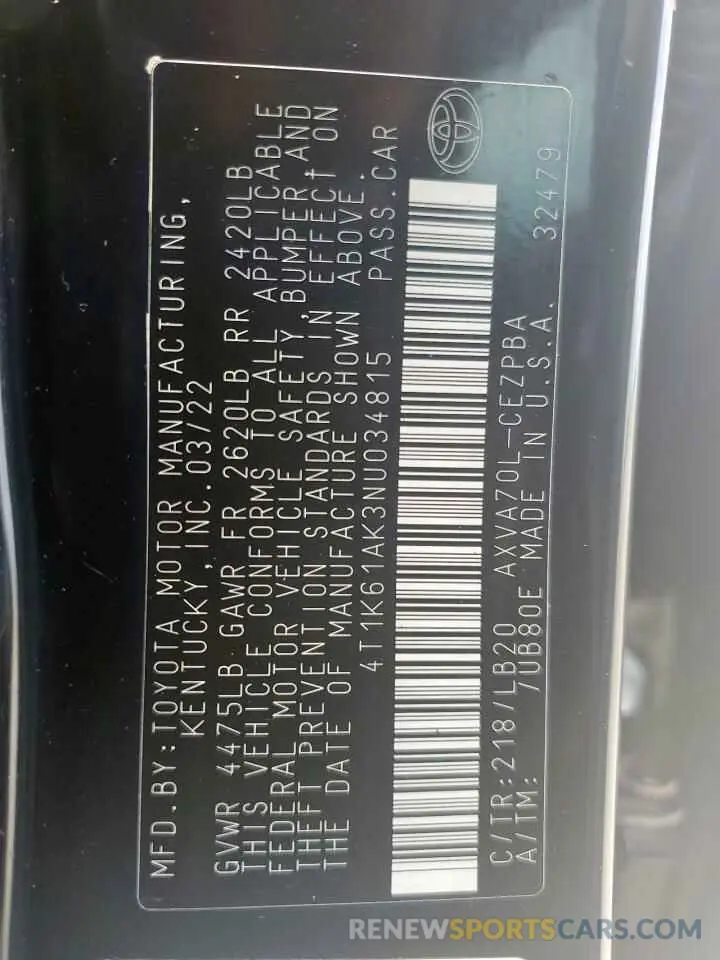 MFD.BY:TOYOTA MOTOR MANUFACTURING,
KENTUCKY,INC.03/22
GVWR 4475LB GAWR FR 2620LB RR 2420LB
THIS VEHICLE CONFORMS TO ALL APPLICABLE
FEDERAL MOTOR VEHICLE SAFETY, BUMPER, AND
THEFT PREVENTION STANDARDS IN EFFECT ON
THE DATE OF MANUFACTURE SHOWN ABOVE.
4T1K61AK3NU034815 PASS.CAR
C/TR:218/LB20 AXVA70L-CEZPBA
A/TM: 7UB80E MADE IN U.S.A. 32479
RENEWSPORTSCARS.COM